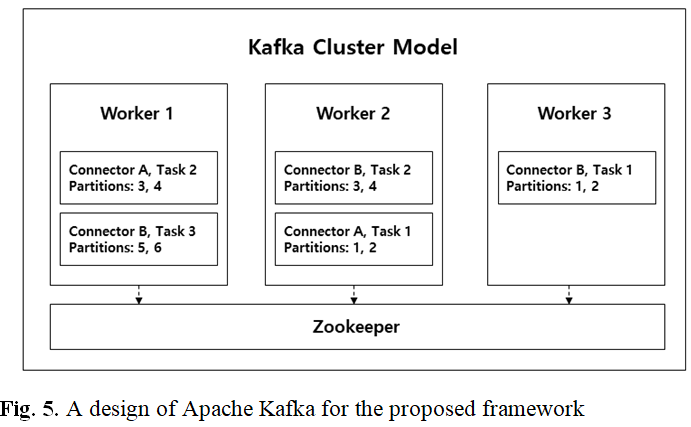 Kafka Cluster Model
Worker 1
Connector A, Task 2
Partitions: 3, 4
Connector B, Task 3
Partitions: 5, 6
Worker 2
Connector B, Task 2
Partitions: 3, 4
Connector A, Task 1
Partitions: 1, 2
Worker 3
Connector B, Task 1
Partitions: 1, 2
Zookeeper
Fig. 5. A design of Apache Kafka for the proposed framework